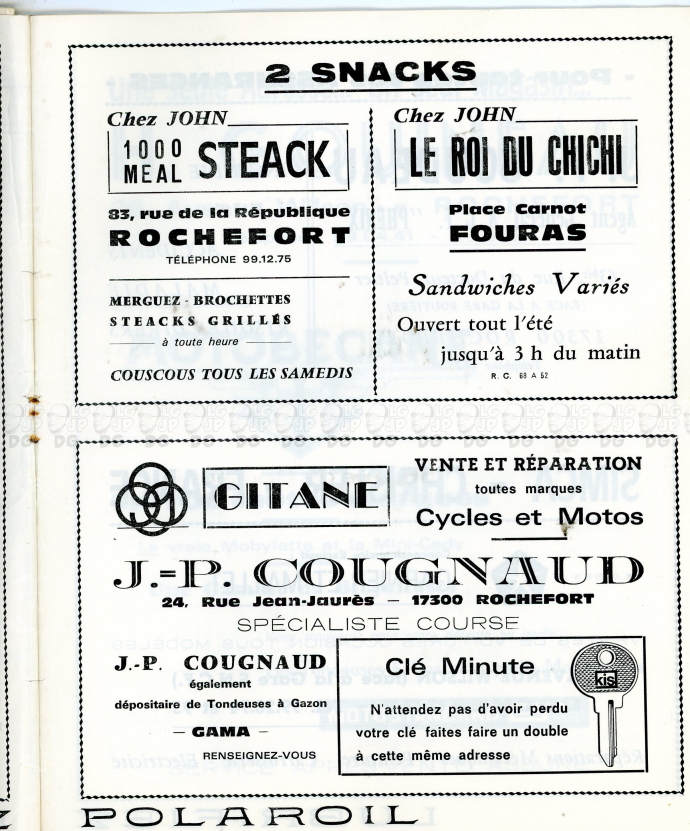 2 SNACKS
Chez JOHN
1000 MEAL STEACK
83, rue de la République
ROCHEFORT
TÉLÉPHONE 99.12.75
MERGUEZ - BROCHETTES
STEACKS GRILLÉS
à toute heure
COUSCOUS TOUS LES SAMEDIS
Chez JOHN
LE ROI DU CHICHI
Place Carnot
FOURAS
Sandwiches Variés
Ouvert tout l'été
jusqu'à 3 h du matin
R. C. 68 A 52
GITANE
VENTE ET RÉPARATION
toutes marques
Cycles et Motos
J.-P. COUGNAUD
24, Rue Jean-Jaurès - 17300 ROCHEFORT
SPÉCIALISTE COURSE
J.-P. COUGNAUD
également
dépositaire de Tondeuses à Gazon
- GAMA -
RENSEIGNEZ-VOUS
Clé Minute
kis
N'attendez pas d'avoir perdu
votre clé faites faire un double
à cette même adresse
POLAROIL